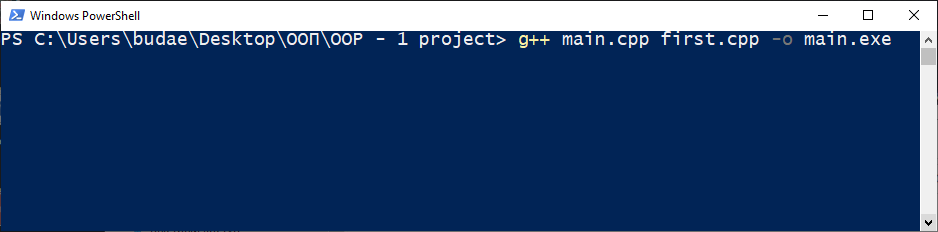 Windows PowerShell
PS C:\Users\budae\Desktop\ООП\OOP - 1 project> g++ main.cpp first.cpp -o main.exe